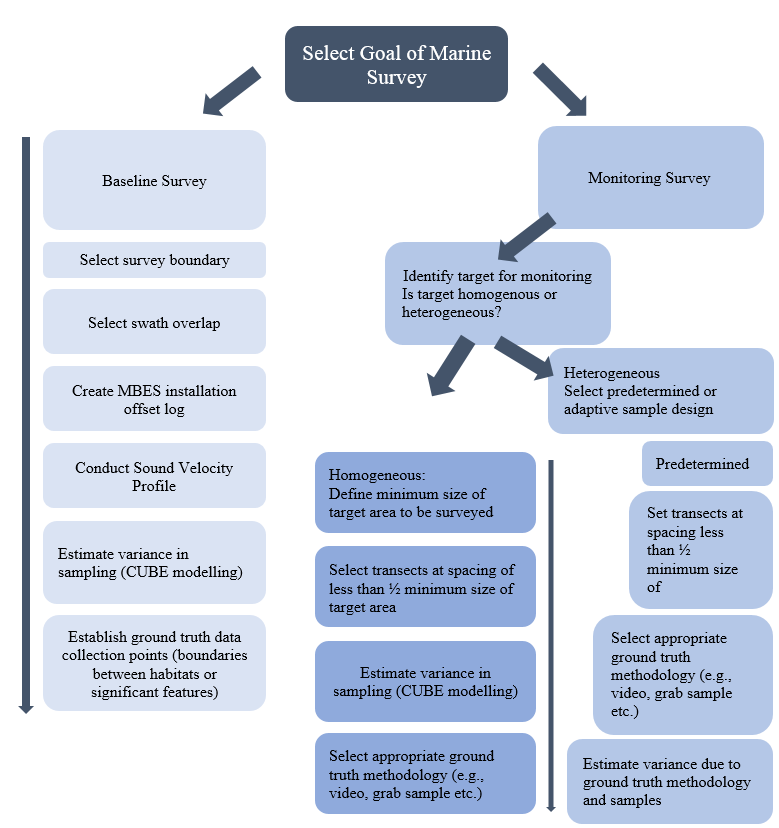 Select Goal of Marine
Survey
Baseline Survey
Select survey boundary
Select swath overlap
Create MBES installation
offset log
Conduct Sound Velocity
Profile
Estimate variance in
sampling (CUBE modelling)
Establish ground truth data
collection points (boundaries
between habitats or
significant features)
Monitoring Survey
Identify target for monitoring
Is target homogenous or
heterogeneous?
Homogeneous:
Define minimum size of
target area to be surveyed
Select transects at spacing of
less than ½ minimum size of
target area
Estimate variance in
sampling (CUBE modelling)
Select appropriate ground
truth methodology (e.g.,
video, grab sample etc.)
Heterogeneous
Select predetermined or
adaptive sample design
Predetermined
Set transects at
spacing less
than ½
minimum size
of
Select appropriate
ground truth
methodology (e.g.,
video, grab sample
etc.)
Estimate variance due to
ground truth methodology
and samples